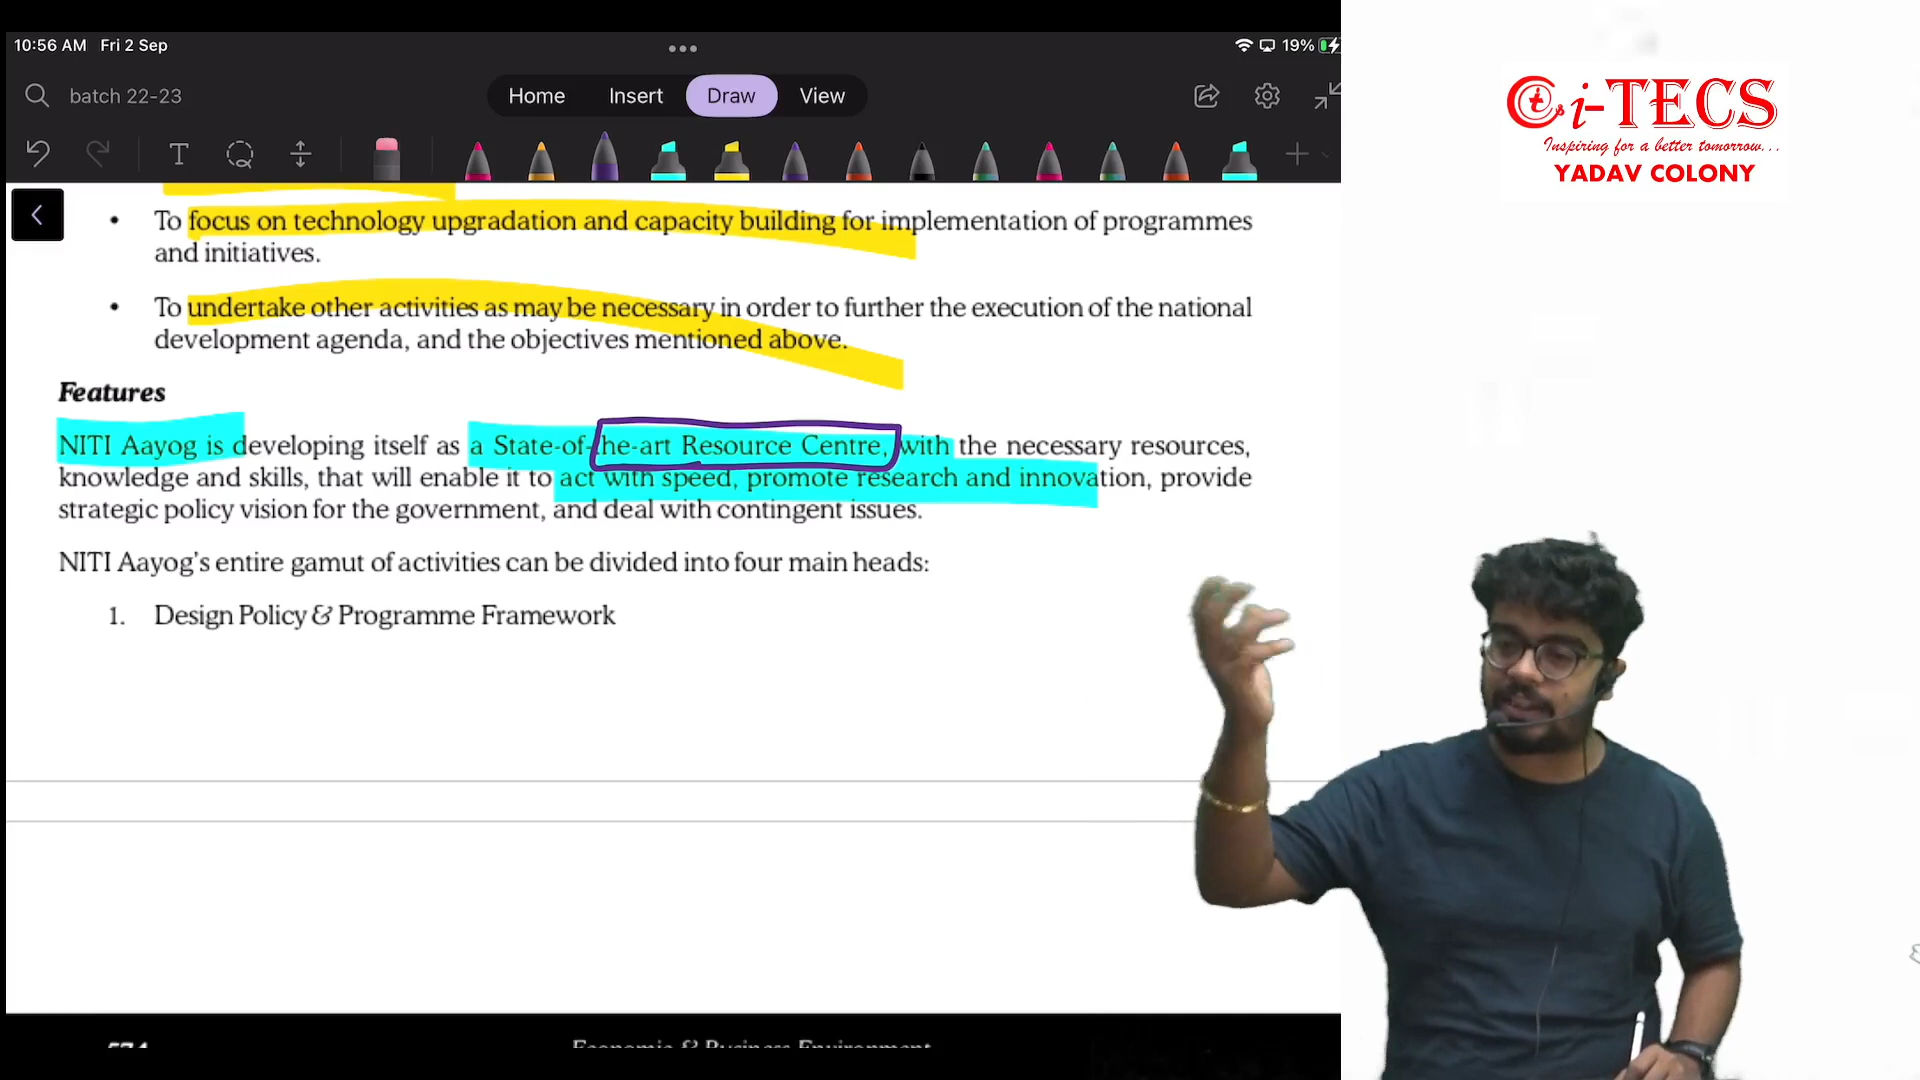 10:56 AM Fri 2 Sep
19%
batch 22-23
Home Insert Draw View
i-TECS
Inspiring for a better tomorrow...
YADAV COLONY
• To focus on technology upgradation and capacity building for implementation of programmes
and initiatives.
• To undertake other activities as may be necessary in order to further the execution of the national
development agenda, and the objectives mentioned above.
Features
NITI Aayog is developing itself as a State-of-the-art Resource Centre, with the necessary resources,
knowledge and skills, that will enable it to act with speed, promote research and innovation, provide
strategic policy vision for the government, and deal with contingent issues.
NITI Aayog's entire gamut of activities can be divided into four main heads:
1. Design Policy & Programme Framework
Economic & Business Environment